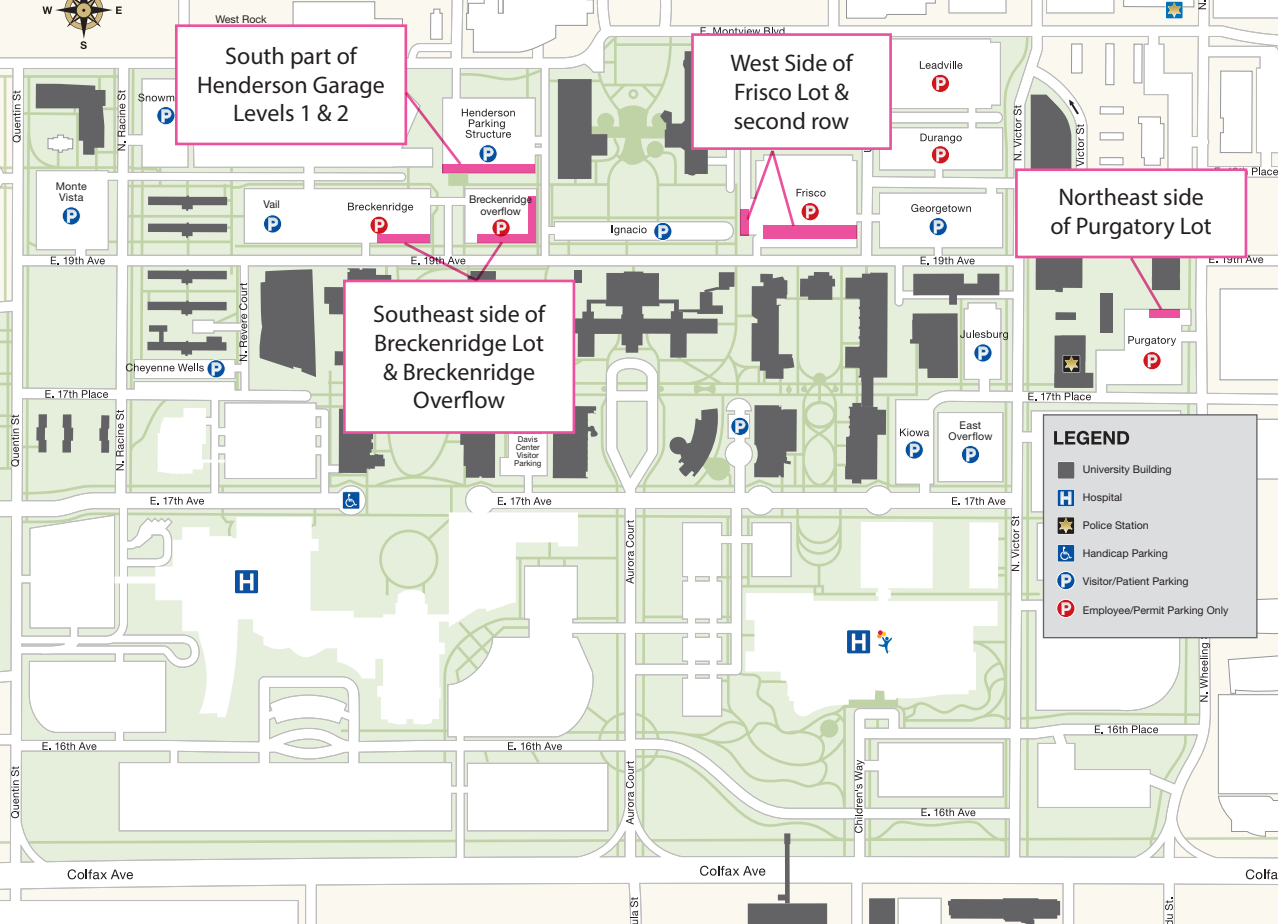 W
E
S
West Rock
E. Montview Blvd
South part of
Henderson Garage
Levels 1 & 2
West Side of
Frisco Lot &
second row
Northeast side
of Purgatory Lot
Southeast side of
Breckenridge Lot
& Breckenridge
Overflow
Quentin St
N. Racine St
Snowm
P
Henderson
Parking
Structure
P
Leadville
P
Durango
P
N. Victor St
Victor St
Place
Monte
Vista
P
Vail
P
Breckenridge
P
Breckenridge
overflow
P
Ignacio
P
Frisco
P
Georgetown
P
E. 19th Ave
E. 19th Ave
E. 19th Ave
E. 19th Ave
N. Revere Court
Cheyenne Wells
P
Julesburg
P
Purgatory
P
E. 17th Place
E. 17th Place
Quentin St
N. Racine St
Davis
Center
Visitor
Parking
P
Kiowa
P
East
Overflow
P
E. 17th Ave
E. 17th Ave
E. 17th Ave
LEGEND
University Building
H Hospital
Police Station
Handicap Parking
P Visitor/Patient Parking
P Employee/Permit Parking Only
Aurora Court
N. Victor St
H
H
N. Wheeling S
E. 16th Ave
E. 16th Ave
E. 16th Place
Quentin St
Aurora Court
Children's Way
E. 16th Ave
Colfax Ave
Colfax Ave
Colfa
ula St
du St.